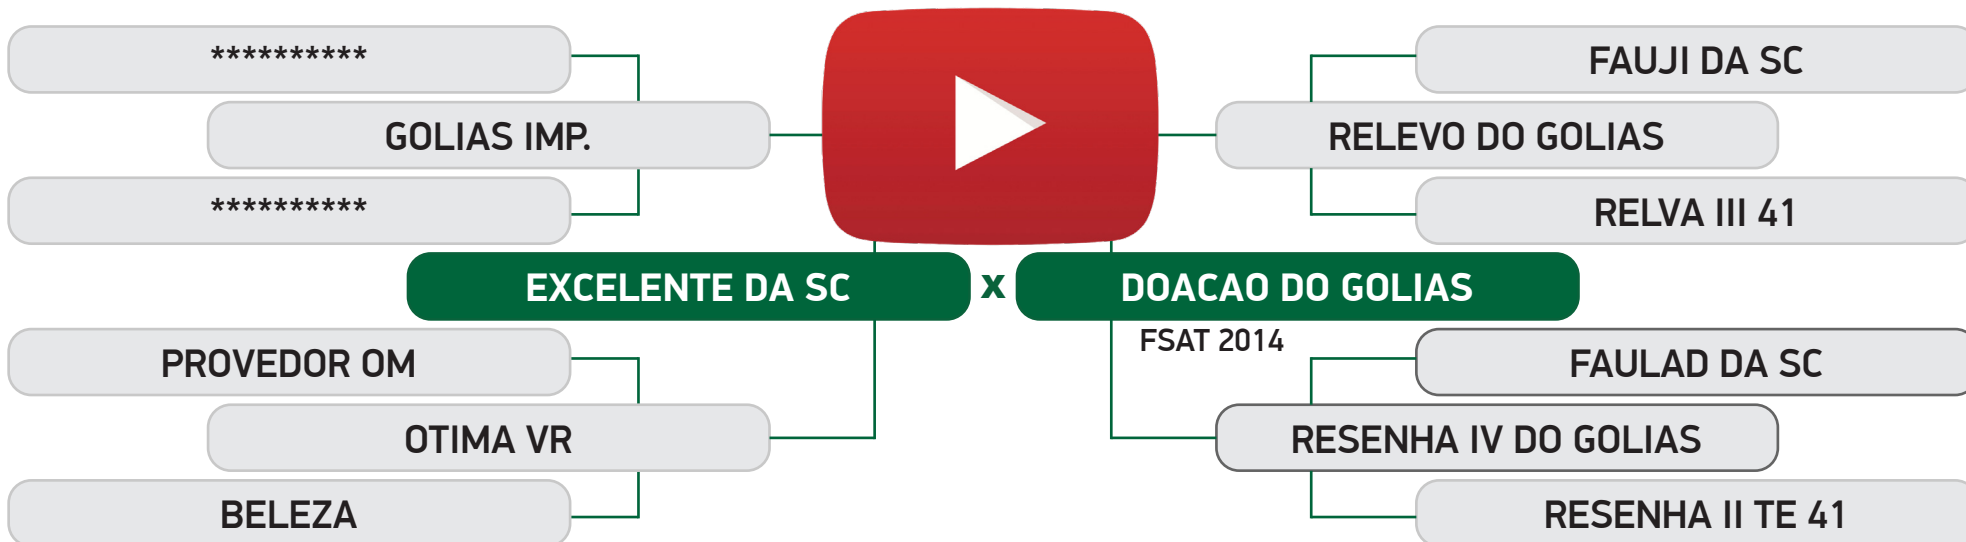 **********
FAUJI DA SC
GOLIAS IMP.
RELEVO DO GOLIAS
**********
RELVA III 41
EXCELENTE DA SC x DOACAO DO GOLIAS
FSAT 2014
PROVEDOR OM
FAULAD DA SC
OTIMA VR
RESENHA IV DO GOLIAS
BELEZA
RESENHA II TE 41